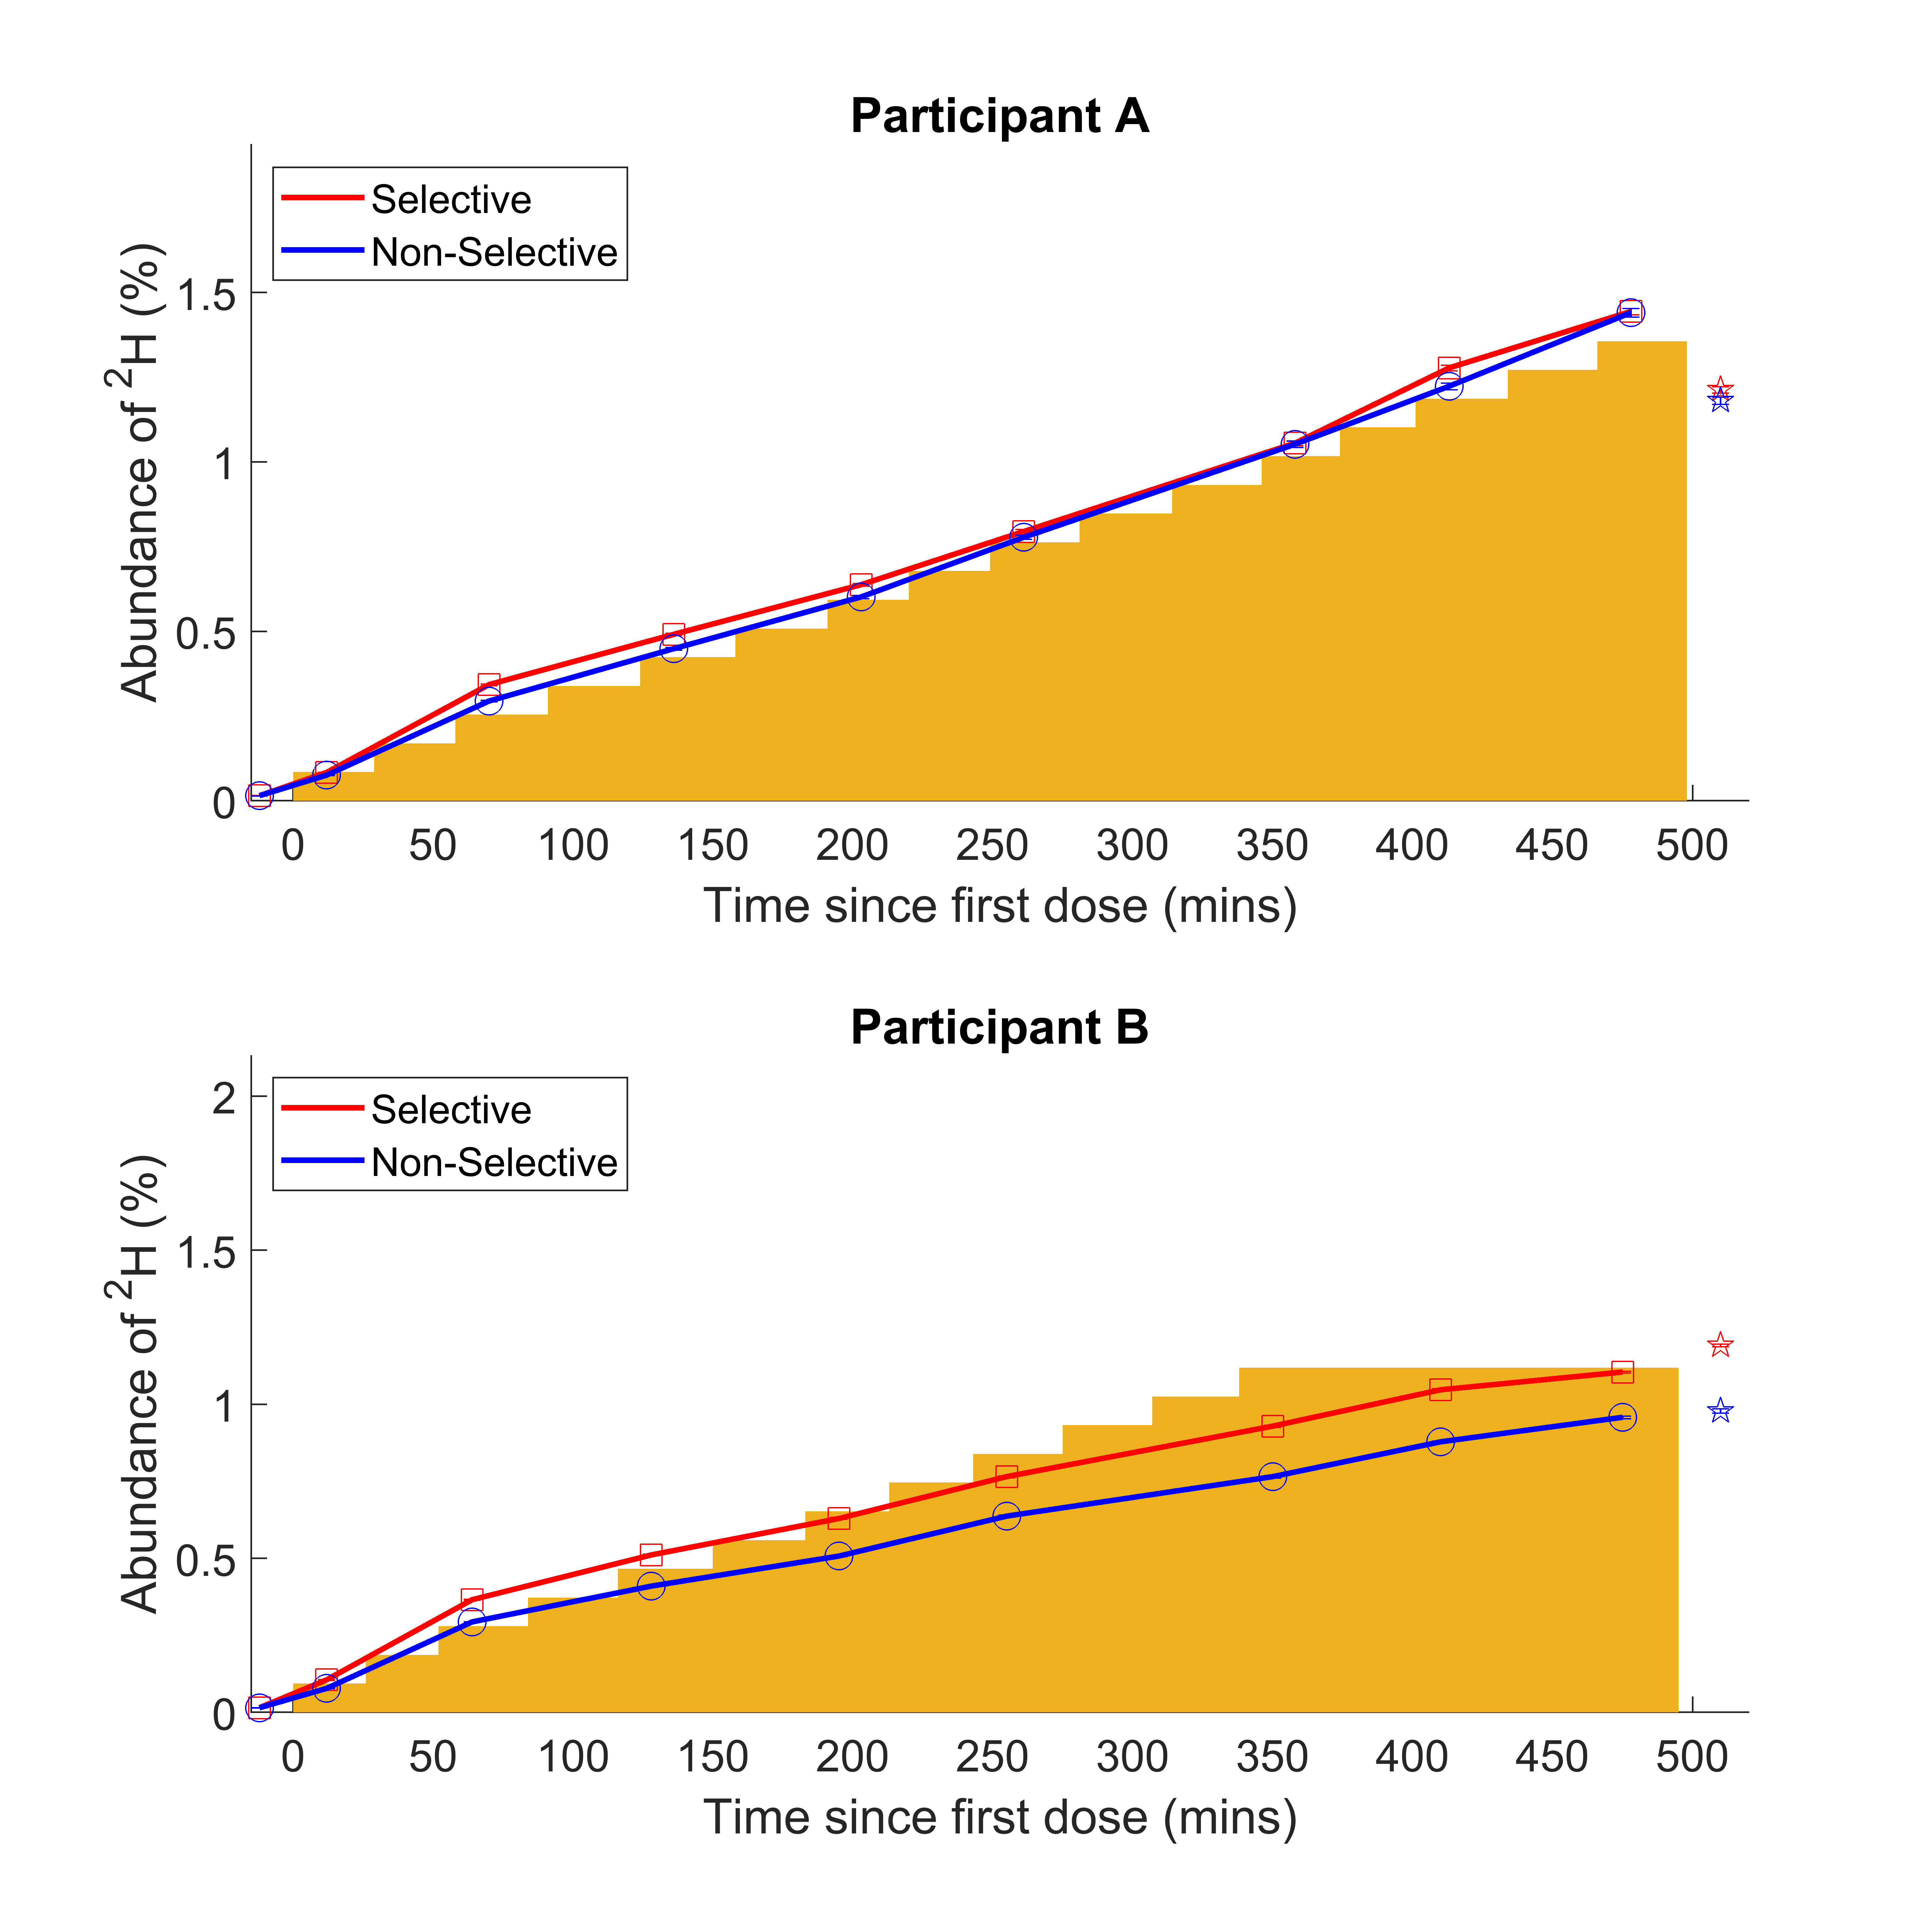 Participant A
Selective
Non-Selective
Abundance of ²H (%)
1.5
1
0.5
0
0 50 100 150 200 250 300 350 400 450 500
Time since first dose (mins)
Participant B
Selective
Non-Selective
Abundance of ²H (%)
2
1.5
1
0.5
0
0 50 100 150 200 250 300 350 400 450 500
Time since first dose (mins)